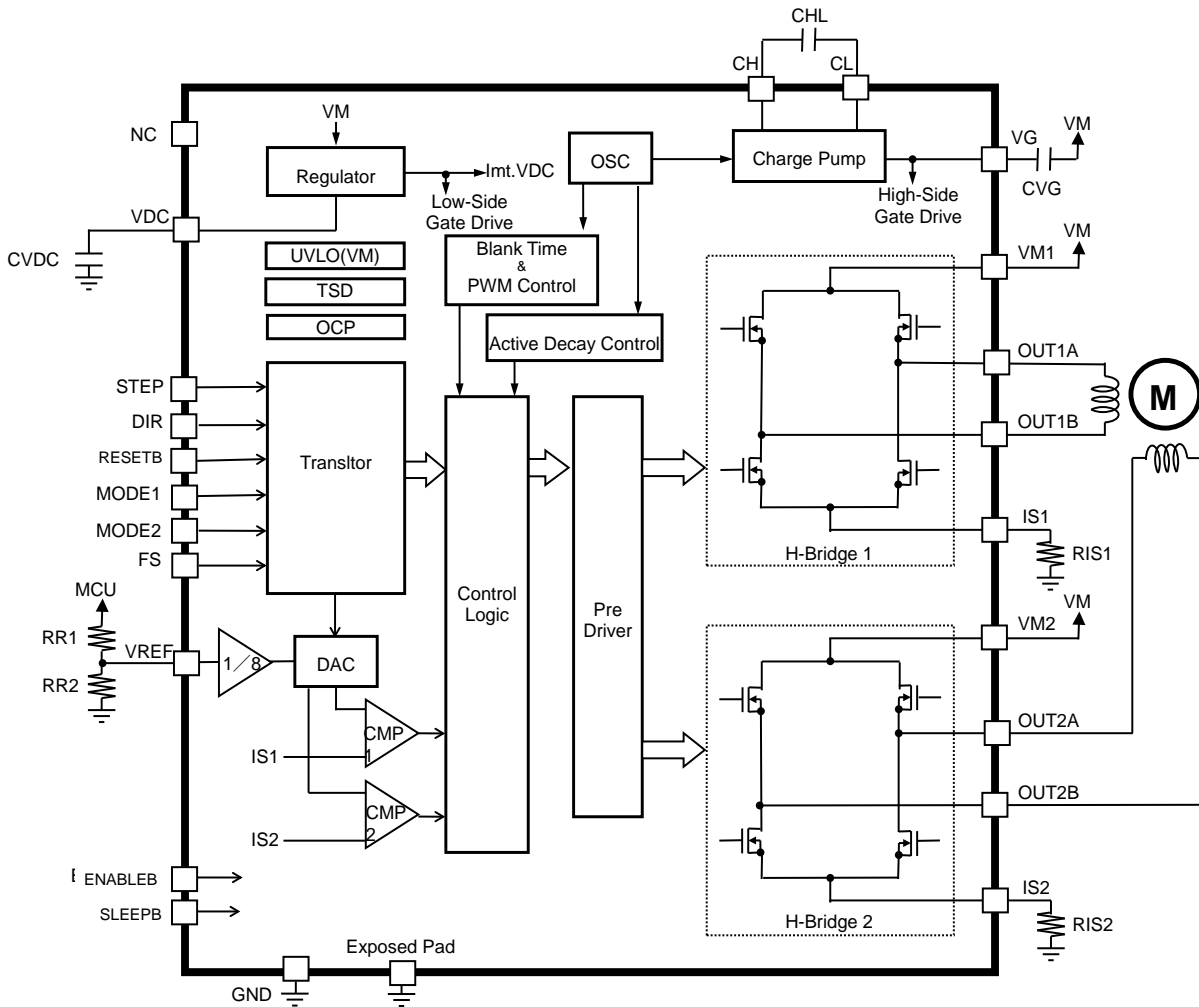 CHL
CH
CL
VM
NC
VG
VM
OSC
Charge Pump
Regulator
Imt.VDC
CVG
High-Side
Gate Drive
Low-Side
Gate Drive
VDC
CVDC
UVLO(VM)
Blank Time
&
PWM Control
VM
VM1
TSD
OCP
Active Decay Control
STEP
DIR
RESETB
MODE1
MODE2
FS
Transltor
OUT1A
M
OUT1B
IS1
RIS1
H-Bridge 1
MCU
RR1
VREF
RR2
1/8
DAC
Control
Logic
Pre
Driver
VM
VM2
CMP
1
IS1
CMP
2
IS2
OUT2A
OUT2B
ENABLEB
SLEEPB
IS2
RIS2
H-Bridge 2
Exposed Pad
GND